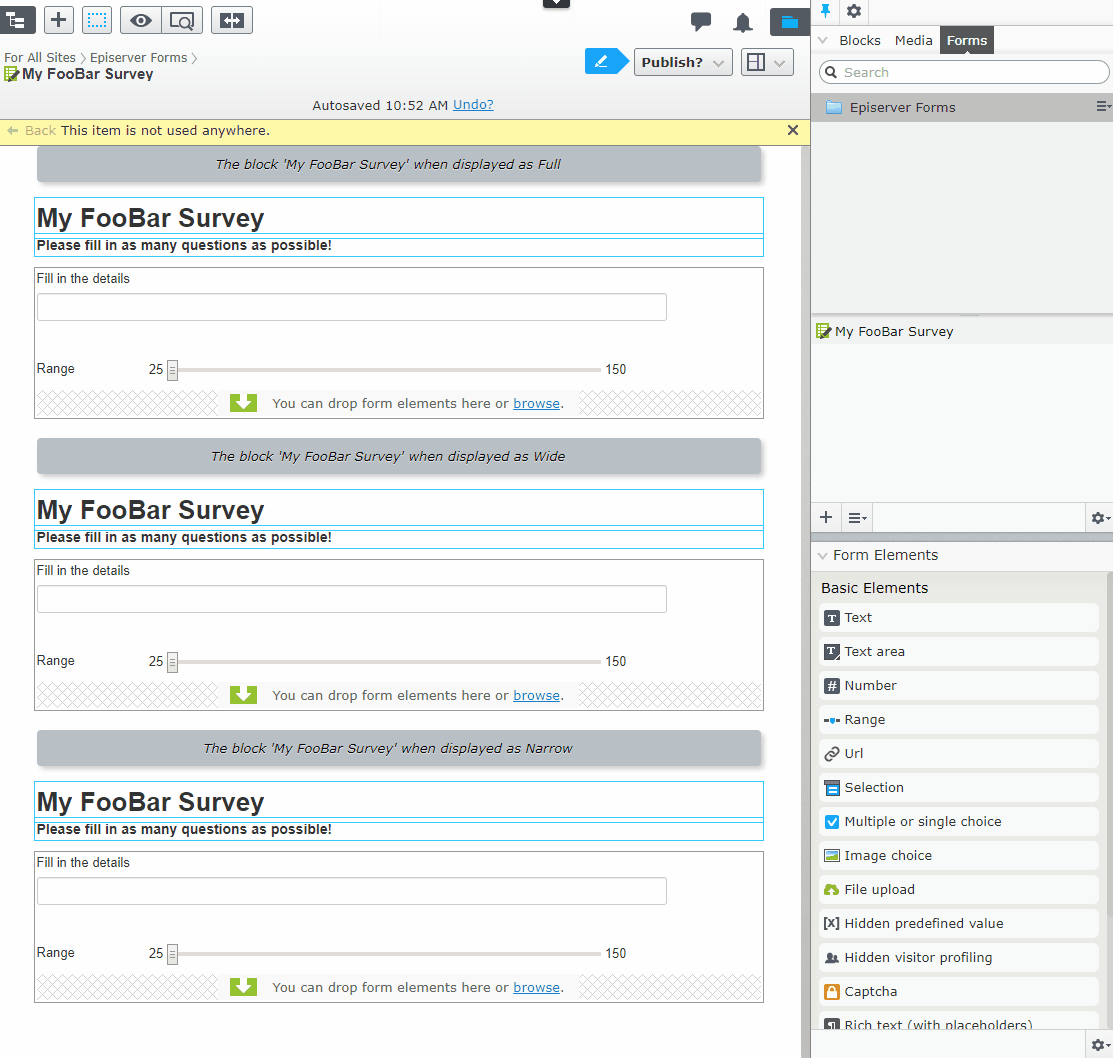 For All Sites > Episerver Forms >
My FooBar Survey
Publish?
Autosaved 10:52 AM Undo?
Back This item is not used anywhere.
The block 'My FooBar Survey' when displayed as Full
My FooBar Survey
Please fill in as many questions as possible!
Fill in the details
Range 25 150
You can drop form elements here or browse.
The block 'My FooBar Survey' when displayed as Wide
My FooBar Survey
Please fill in as many questions as possible!
Fill in the details
Range 25 150
You can drop form elements here or browse.
The block 'My FooBar Survey' when displayed as Narrow
My FooBar Survey
Please fill in as many questions as possible!
Fill in the details
Range 25 150
You can drop form elements here or browse.
Blocks Media Forms
Search
Episerver Forms
My FooBar Survey
Form Elements
Basic Elements
Text
Text area
Number
Range
Url
Selection
Multiple or single choice
Image choice
File upload
Hidden predefined value
Hidden visitor profiling
Captcha
Rich text (with placeholders)